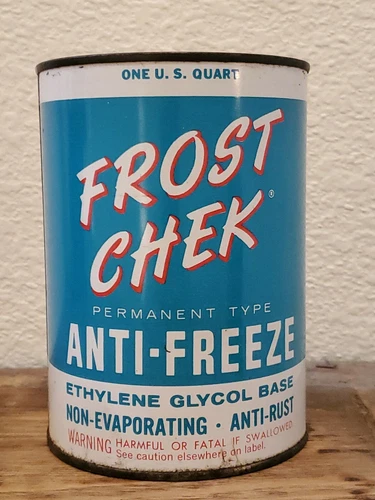 ONE U.S. QUART
FROST
CHEK®
PERMANENT TYPE
ANTI-FREEZE
ETHYLENE GLYCOL BASE
NON-EVAPORATING • ANTI-RUST
WARNING HARMFUL OR FATAL IF SWALLOWED
See caution elsewhere on label.